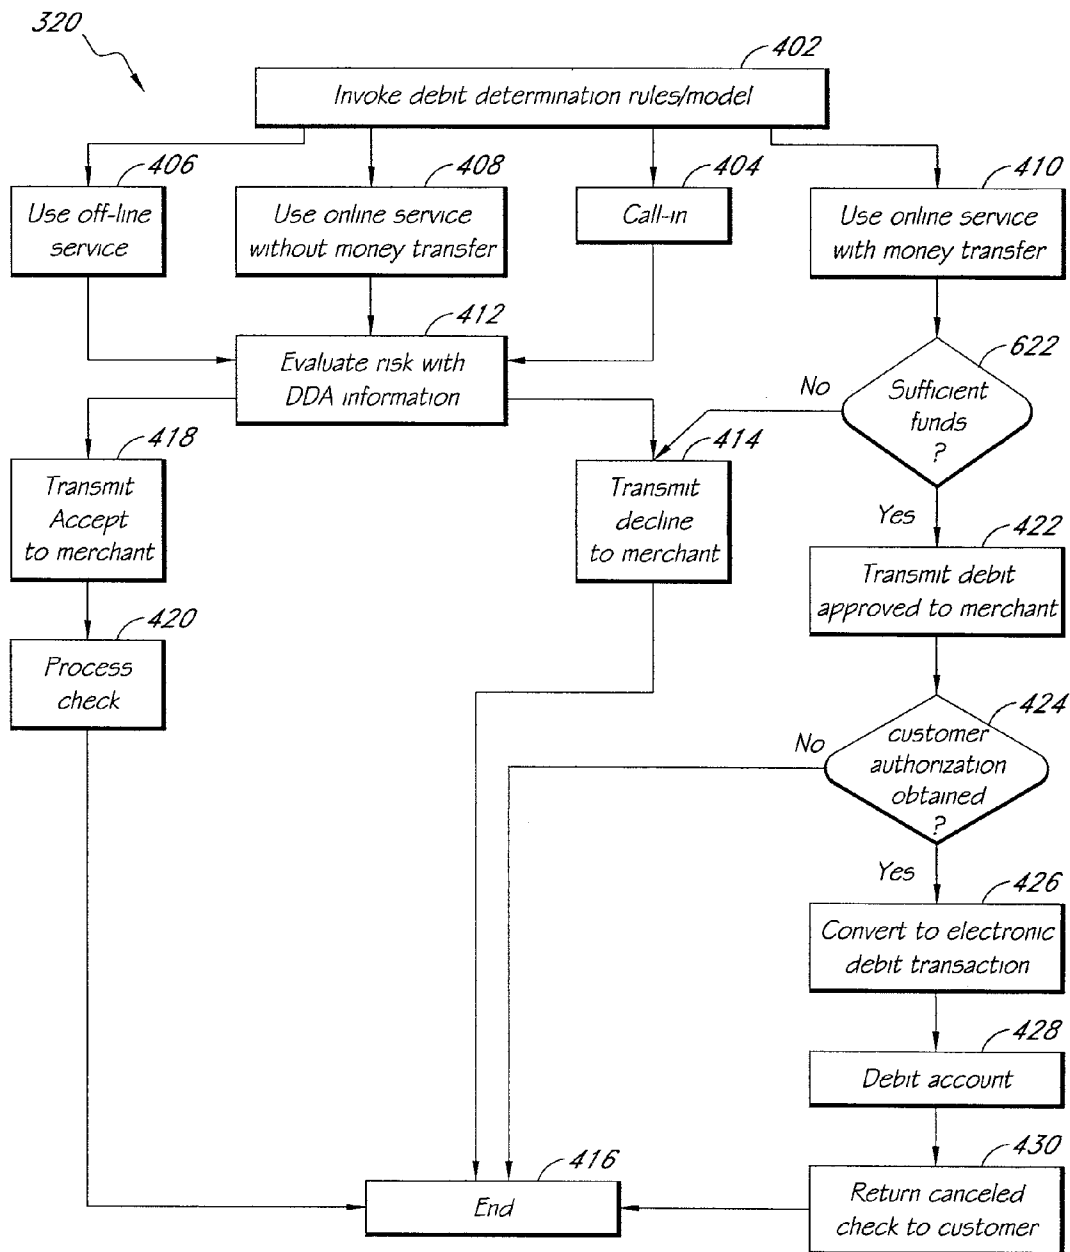 320
402
Invoke debit determination rules/model
406
408
404
410
Use off-line
service
Use online service
without money transfer
Call-in
Use online service
with money transfer
412
Evaluate risk with
DDA information
622
No
Sufficient
funds
?
418
414
Transmit
Accept
to merchant
Transmit
decline
to merchant
Yes
422
Transmit debit
approved to merchant
420
Process
check
424
No
customer
authorization
obtained
?
Yes
426
Convert to electronic
debit transaction
428
Debit account
416
End
430
Return canceled
check to customer